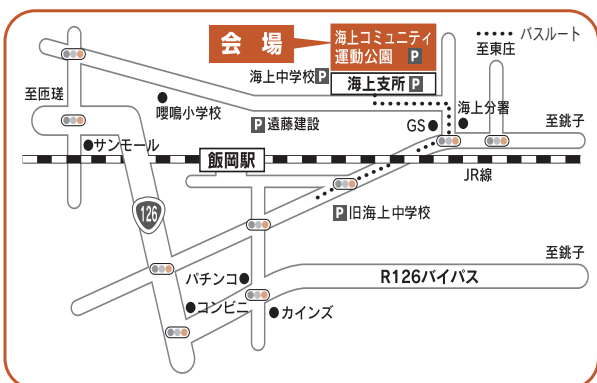 会場
海上コミュニティ
運動公園 P
バスルート
至東庄
海上中学校 P
海上支所 P
至匝瑳
嚶鳴小学校
海上分署
P 遠藤建設
GS
至銚子
サンモール
飯岡駅
JR線
126
P 旧海上中学校
至銚子
パチンコ
R126バイパス
コンビニ
カインズ